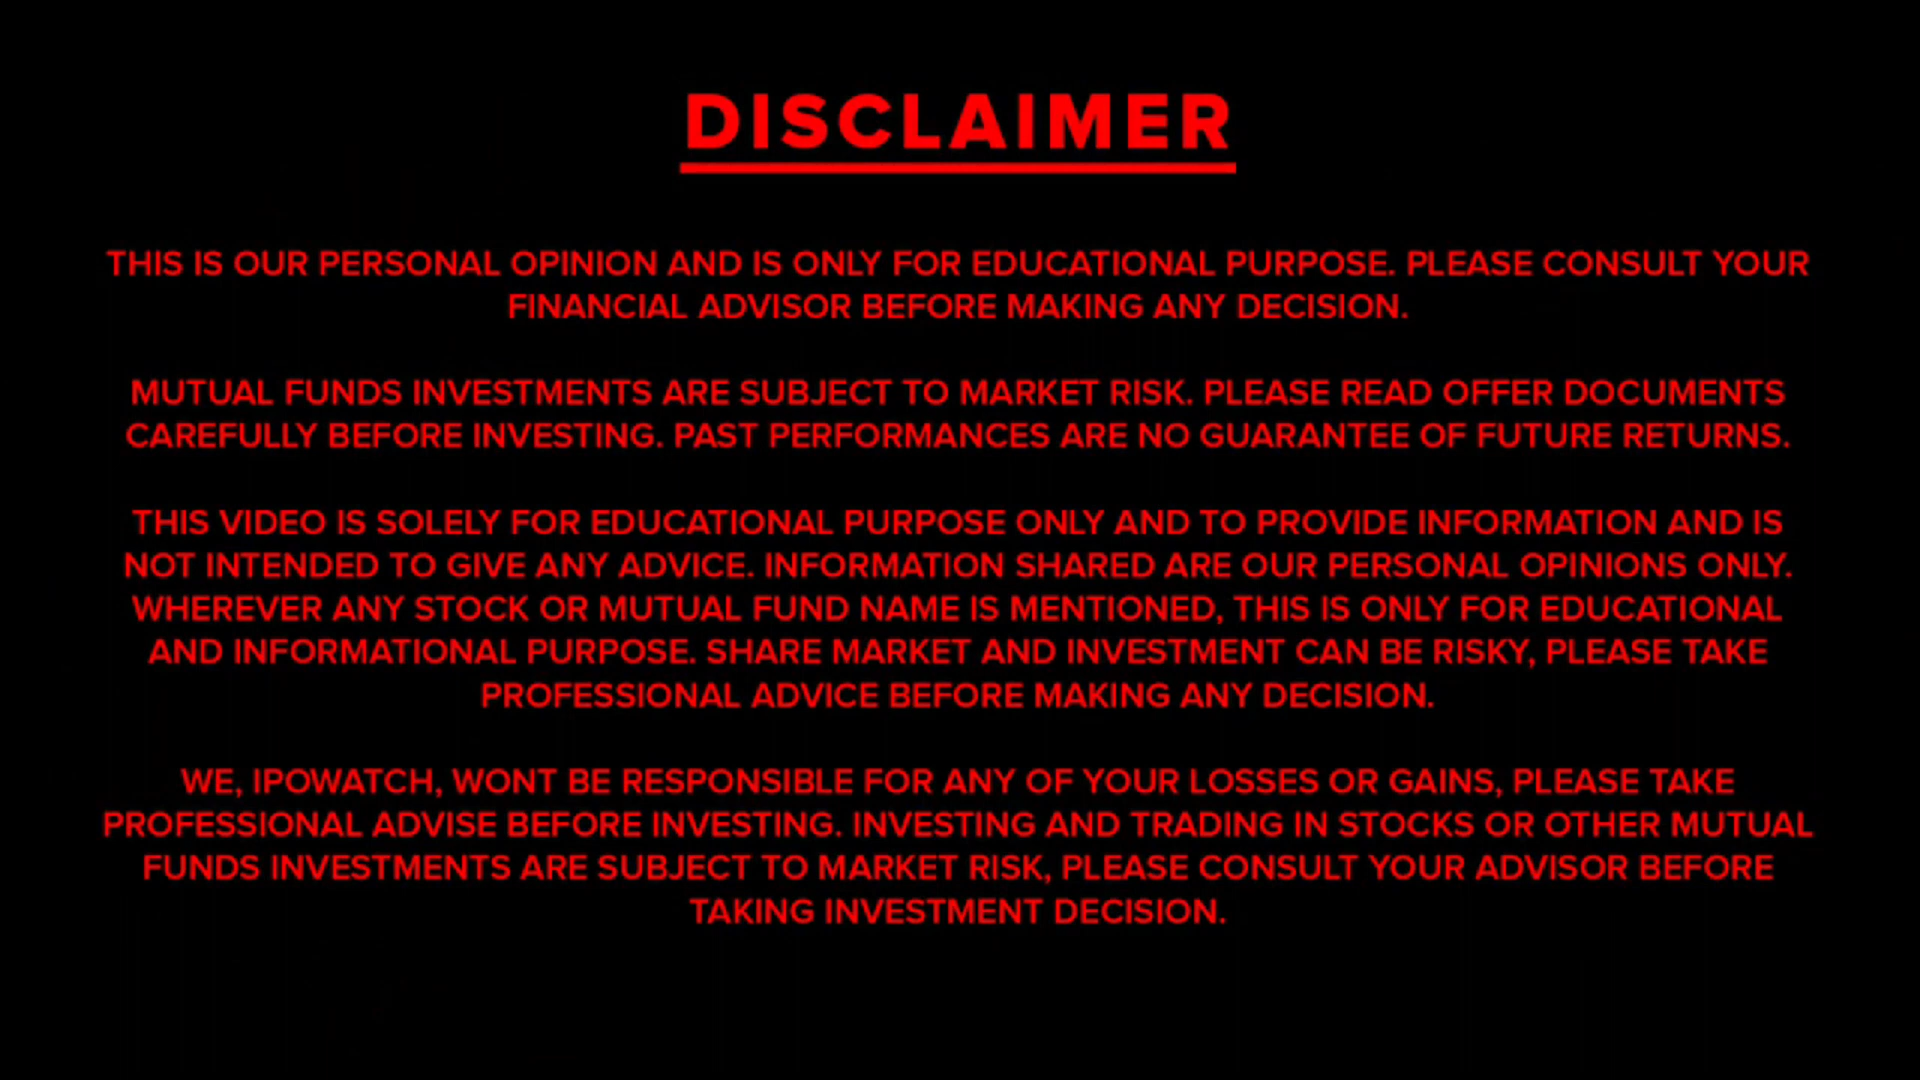 DISCLAIMER
THIS IS OUR PERSONAL OPINION AND IS ONLY FOR EDUCATIONAL PURPOSE. PLEASE CONSULT YOUR
FINANCIAL ADVISOR BEFORE MAKING ANY DECISION.
MUTUAL FUNDS INVESTMENTS ARE SUBJECT TO MARKET RISK. PLEASE READ OFFER DOCUMENTS
CAREFULLY BEFORE INVESTING. PAST PERFORMANCES ARE NO GUARANTEE OF FUTURE RETURNS.
THIS VIDEO IS SOLELY FOR EDUCATIONAL PURPOSE ONLY AND TO PROVIDE INFORMATION AND IS
NOT INTENDED TO GIVE ANY ADVICE. INFORMATION SHARED ARE OUR PERSONAL OPINIONS ONLY.
WHEREVER ANY STOCK OR MUTUAL FUND NAME IS MENTIONED, THIS IS ONLY FOR EDUCATIONAL
AND INFORMATIONAL PURPOSE. SHARE MARKET AND INVESTMENT CAN BE RISKY, PLEASE TAKE
PROFESSIONAL ADVICE BEFORE MAKING ANY DECISION.
WE, IPOWATCH, WONT BE RESPONSIBLE FOR ANY OF YOUR LOSSES OR GAINS, PLEASE TAKE
PROFESSIONAL ADVISE BEFORE INVESTING. INVESTING AND TRADING IN STOCKS OR OTHER MUTUAL
FUNDS INVESTMENTS ARE SUBJECT TO MARKET RISK, PLEASE CONSULT YOUR ADVISOR BEFORE
TAKING INVESTMENT DECISION.